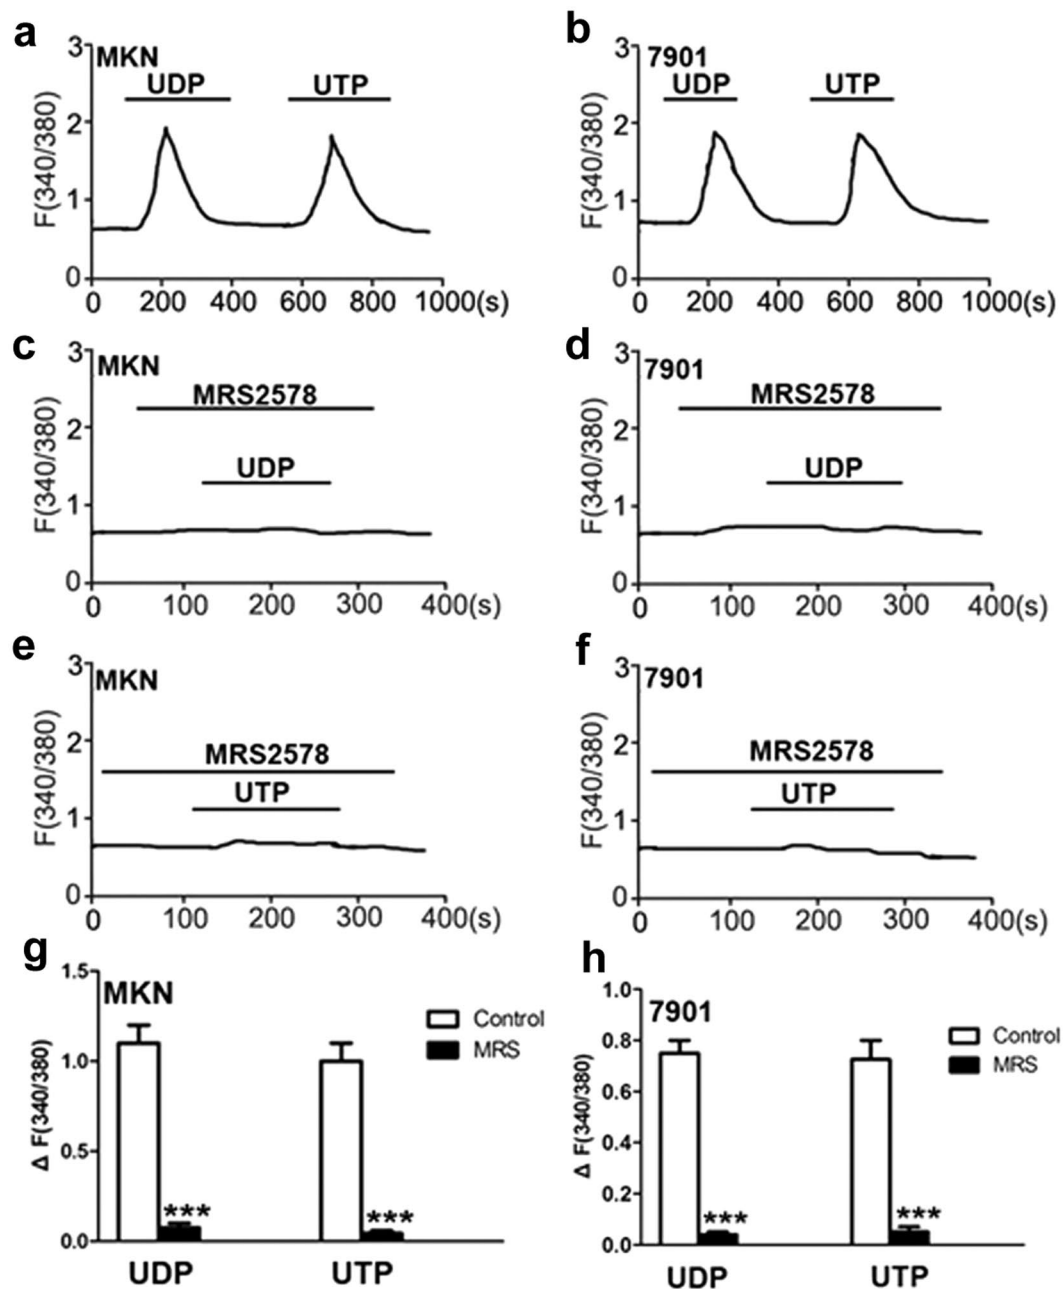 a
MKN
UDP
UTP
F(340/380)
3
2
1
0
0 200 400 600 800 1000(s)
b
7901
UDP
UTP
F(340/380)
3
2
1
0
0 200 400 600 800 1000(s)
c
MKN
MRS2578
UDP
F(340/380)
3
2
1
0
0 100 200 300 400(s)
d
7901
MRS2578
UDP
F(340/380)
3
2
1
0
0 100 200 300 400(s)
e
MKN
MRS2578
UTP
F(340/380)
3
2
1
0
0 100 200 300 400(s)
f
7901
MRS2578
UTP
F(340/380)
3
2
1
0
0 100 200 300 400(s)
g
MKN
Control
MRS
Δ F(340/380)
1.5
1.0
0.5
0.0
*** ***
UDP UTP
h
7901
Control
MRS
Δ F(340/380)
1.0
0.8
0.6
0.4
0.2
0.0
*** ***
UDP UTP